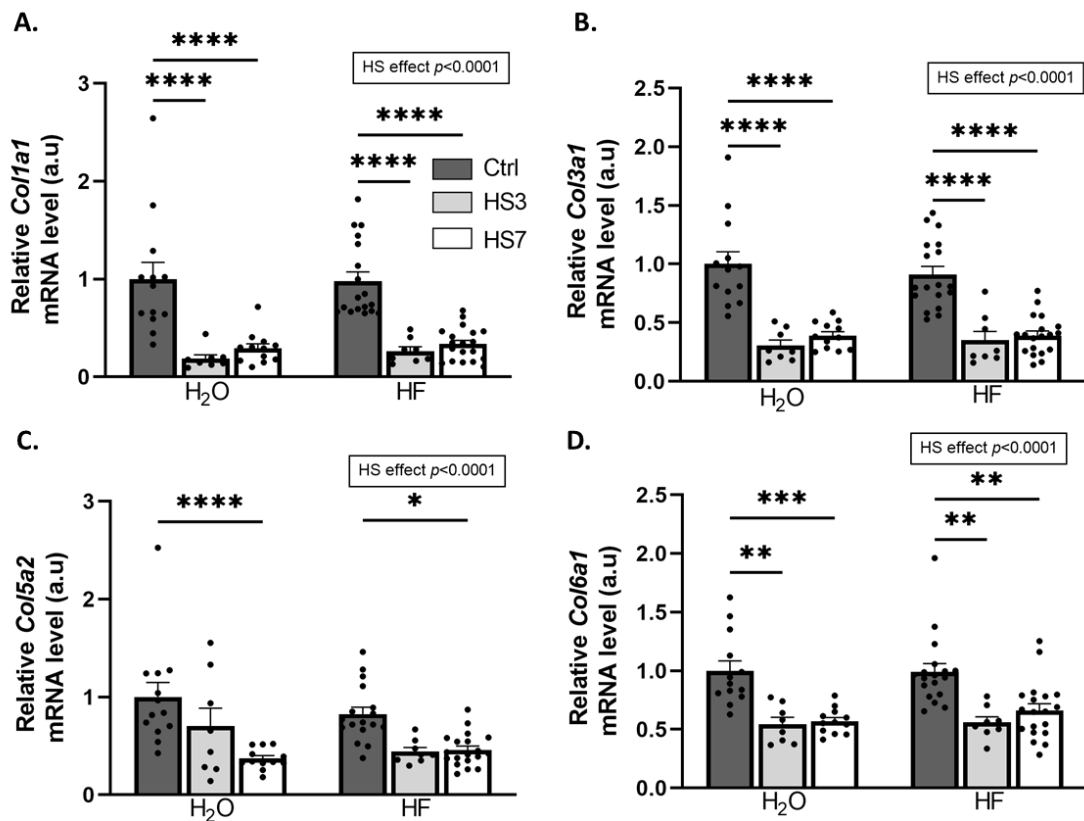 A.
****
****
HS effect p<0.0001
****
****
Relative Col1a1
mRNA level (a.u)
3
2
1
0
Ctrl
HS3
HS7
H₂O
HF
B.
HS effect p<0.0001
****
****
****
****
Relative Col3a1
mRNA level (a.u)
2.5
2.0
1.5
1.0
0.5
0.0
H₂O
HF
C.
HS effect p<0.0001
****
*
Relative Col5a2
mRNA level (a.u)
3
2
1
0
H₂O
HF
D.
HS effect p<0.0001
***
**
**
**
Relative Col6a1
mRNA level (a.u)
2.5
2.0
1.5
1.0
0.5
0.0
H₂O
HF